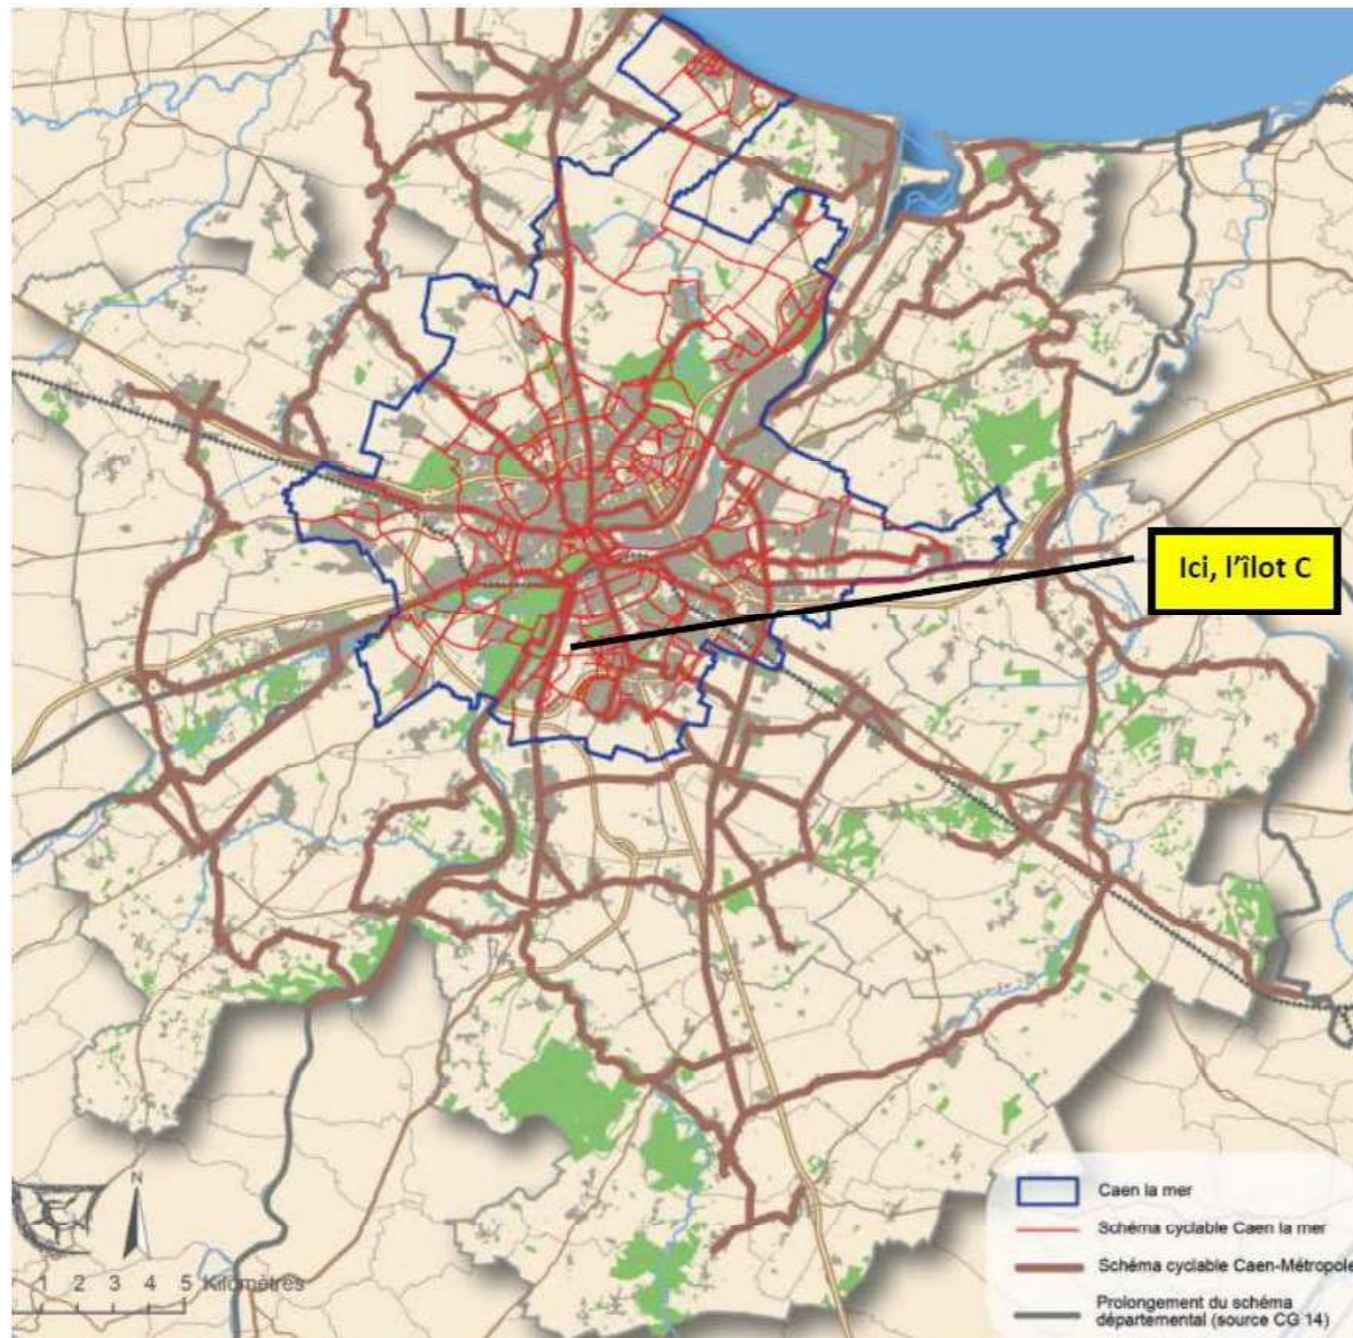 Ici, l’îlot C
Caen la mer
Schéma cyclable Caen la mer
Schéma cyclable Caen-Métropole
Prolongement du schéma
départemental (source CG 14)
N
1 2 3 4 5 Kilomètres